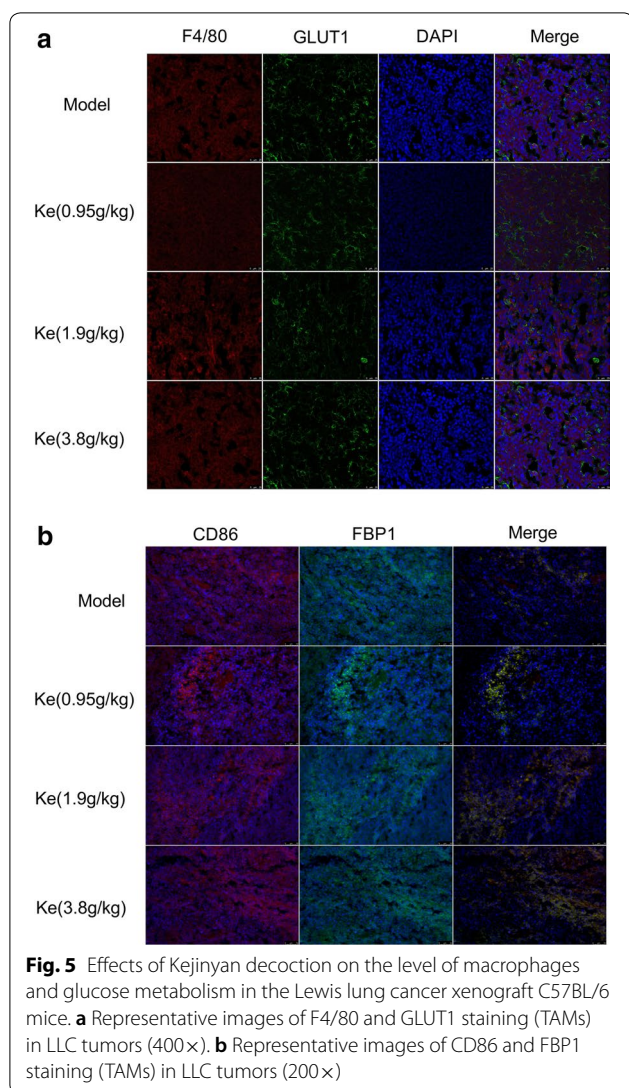 a
F4/80 GLUT1 DAPI Merge
Model
Ke(0.95g/kg)
Ke(1.9g/kg)
Ke(3.8g/kg)
b
CD86 FBP1 Merge
Model
Ke(0.95g/kg)
Ke(1.9g/kg)
Ke(3.8g/kg)
Fig. 5 Effects of Kejinyan decoction on the level of macrophages
and glucose metabolism in the Lewis lung cancer xenograft C57BL/6
mice. a Representative images of F4/80 and GLUT1 staining (TAMs)
in LLC tumors (400×). b Representative images of CD86 and FBP1
staining (TAMs) in LLC tumors (200×)